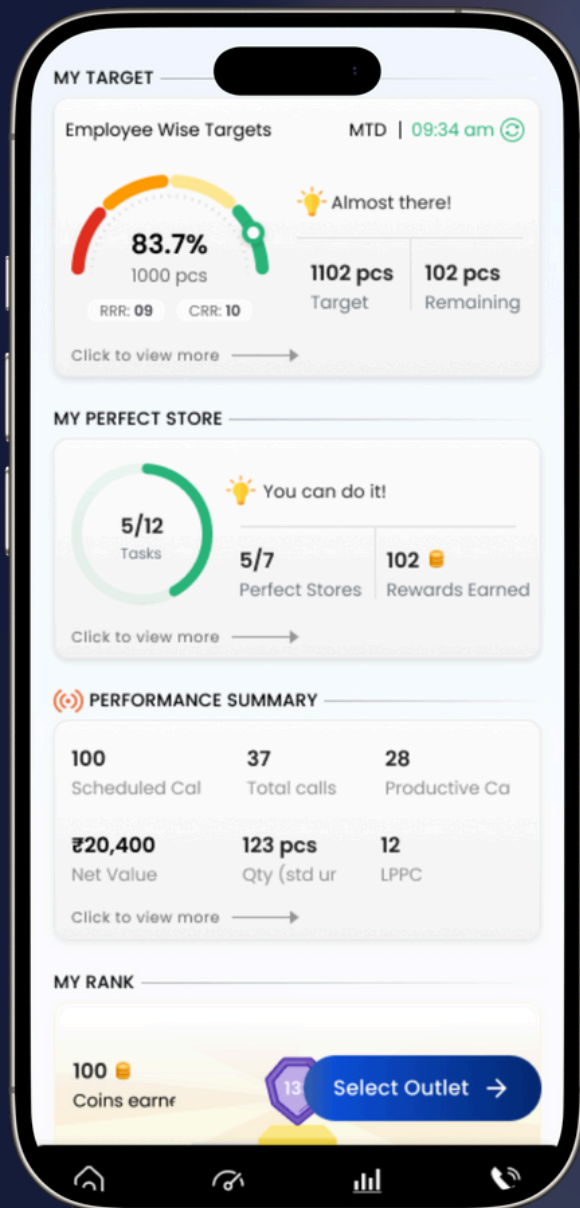 MY TARGET
Employee Wise Targets MTD | 09:34 am
Almost there!
83.7%
1000 pcs
1102 pcs 102 pcs
Target Remaining
RRR: 09 CRR: 10
Click to view more
MY PERFECT STORE
You can do it!
5/12
Tasks
5/7 102
Perfect Stores Rewards Earned
Click to view more
PERFORMANCE SUMMARY
100 37 28
Scheduled Cal Total calls Productive Ca
₹20,400 123 pcs 12
Net Value Qty (std ur LPPC
Click to view more
MY RANK
100
Coins earne
13
Select Outlet